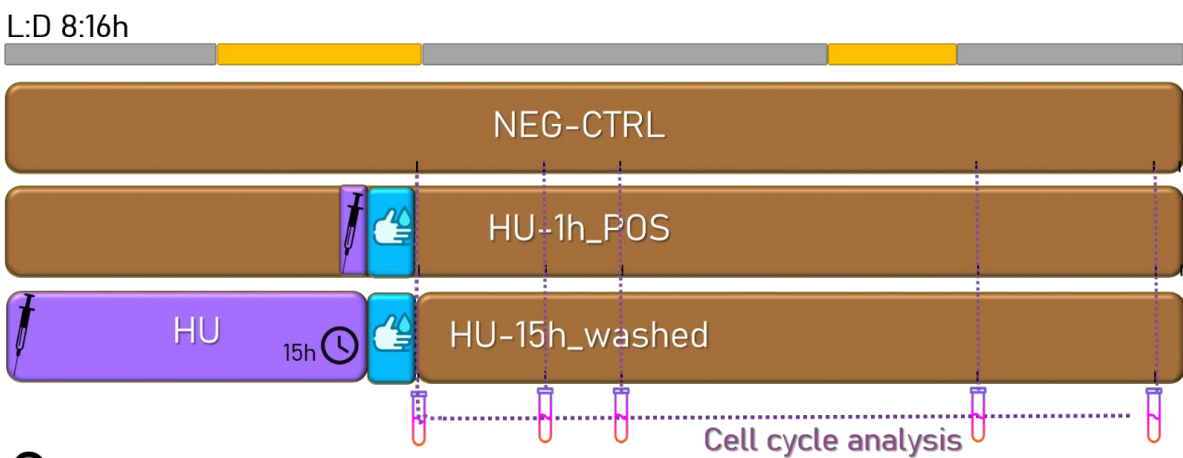 L:D 8:16h
NEG-CTRL
HU-1h_POS
HU
15h
HU-15h_washed
Cell cycle analysis